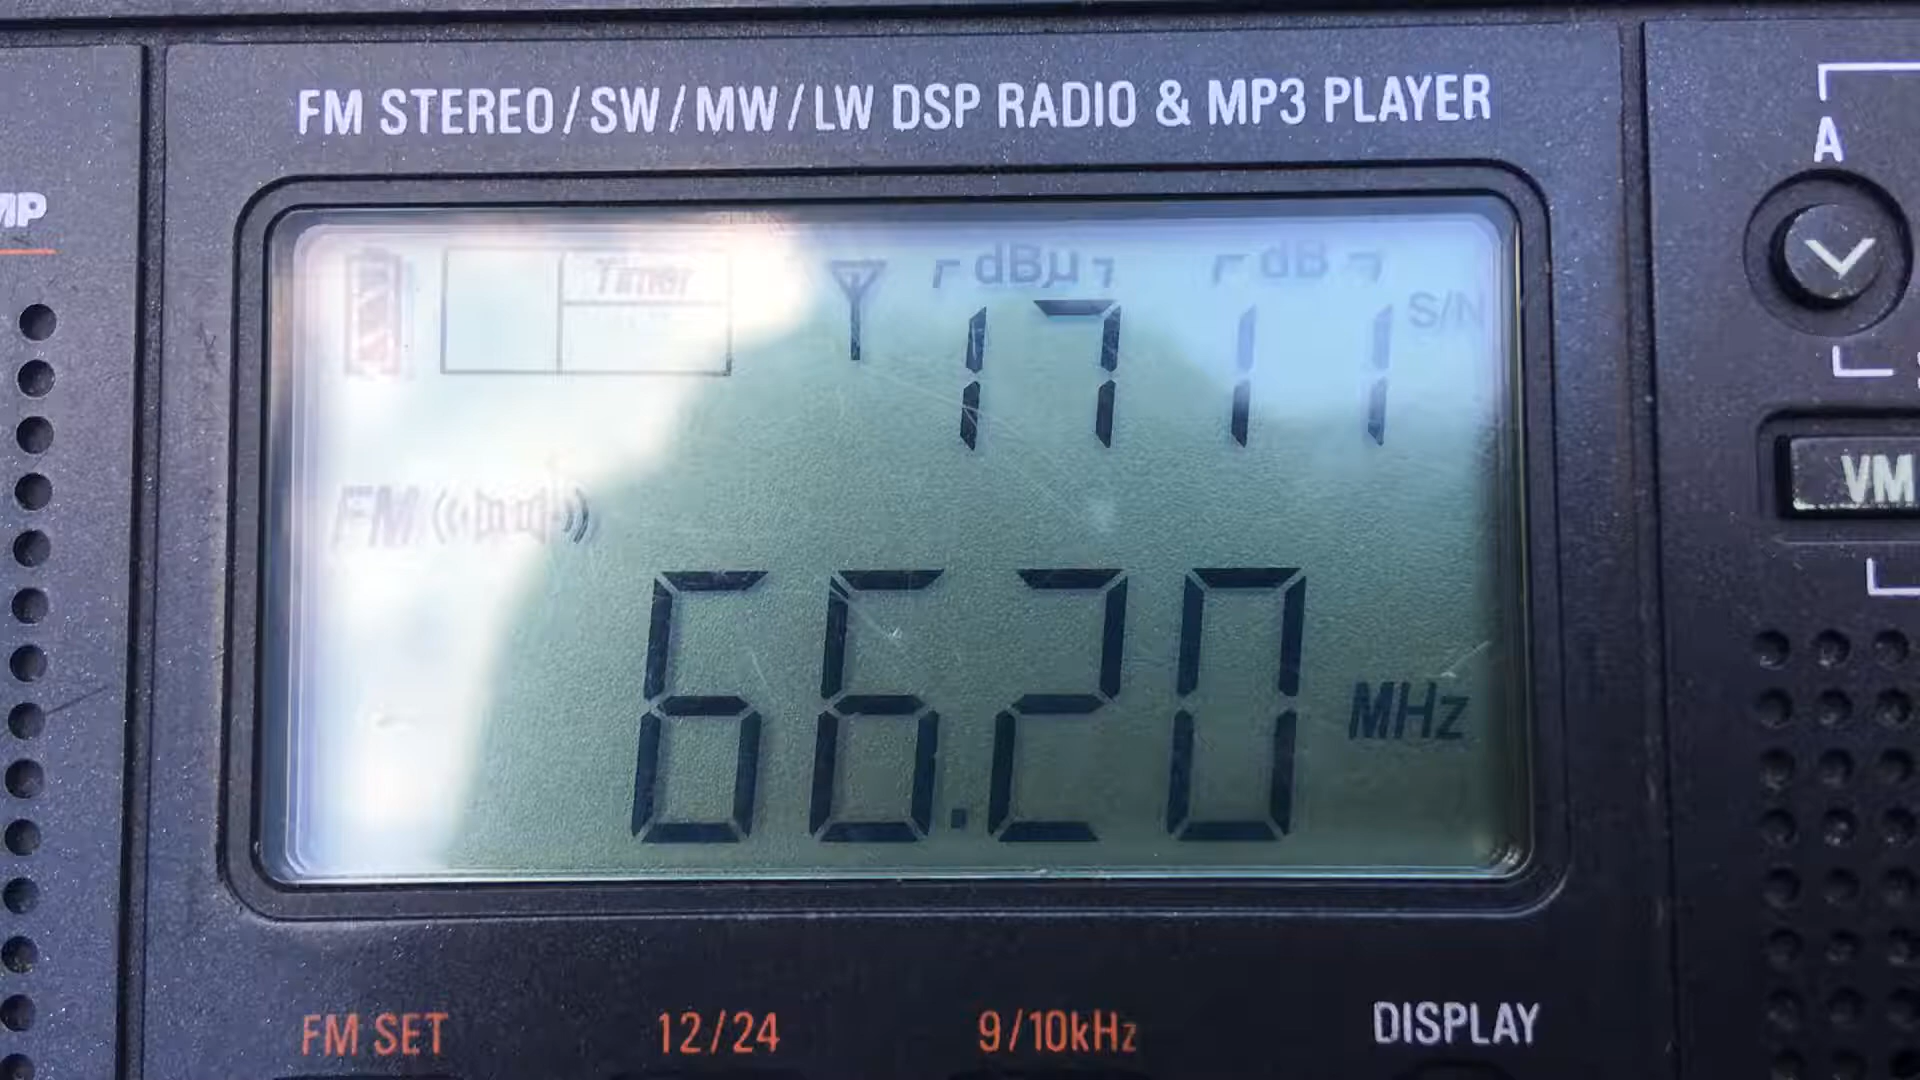 FM STEREO/SW/MW/LW DSP RADIO & MP3 PLAYER
A
Timer
dBµ
dB
17
11
S/N
FM
VM
66.20 MHz
FM SET
12/24
9/10kHz
DISPLAY